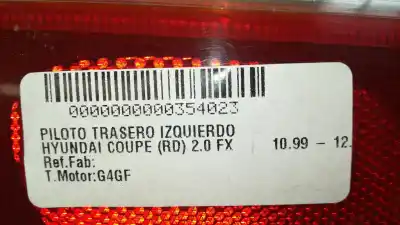 0000000000354023
PILOTO TRASERO IZQUIERDO
HYUNDAI COUPE (RD) 2.0 FX 10.99 - 12.
Ref.Fab:
T.Motor:G4GF